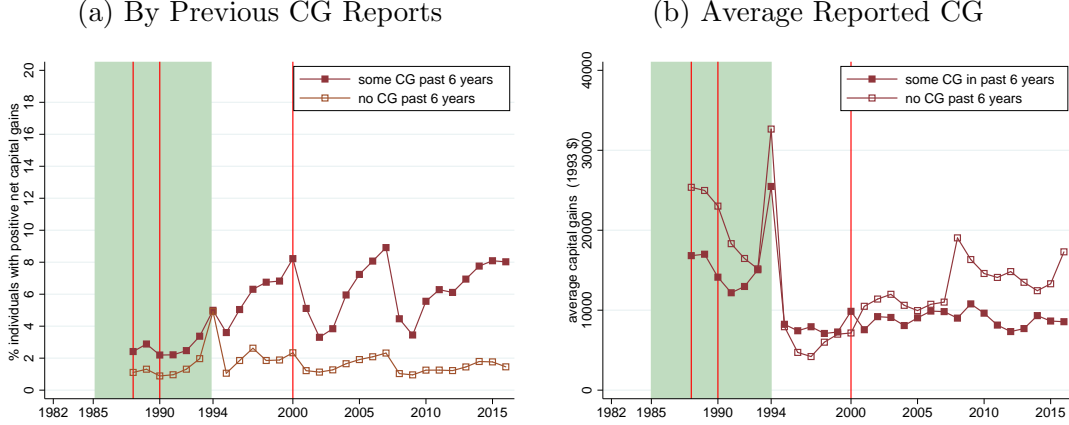 (a) By Previous CG Reports
% individuals with positive net capital gains
20
18
16
14
12
10
8
6
4
2
0
some CG past 6 years
no CG past 6 years
1982 1985 1990 1994 2000 2005 2010 2015
(b) Average Reported CG
average capital gains (1993 $)
40000
30000
20000
10000
0
some CG in past 6 years
no CG past 6 years
1982 1985 1990 1994 2000 2005 2010 2015